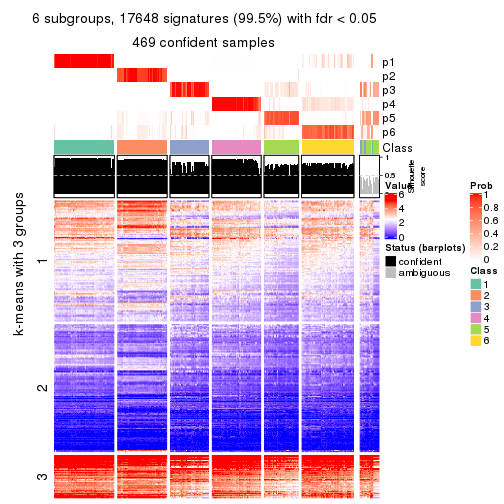 6 subgroups, 17648 signatures (99.5%) with fdr < 0.05
469 confident samples
p1
p2
p3
p4
p5
p6
Class
1
0.5
0
Silhouette
score
k-means with 3 groups
1
2
3
Value
6
4
2
0
Status (barplots)
confident
ambiguous
Prob
1
0.8
0.6
0.4
0.2
0
Class
1
2
3
4
5
6